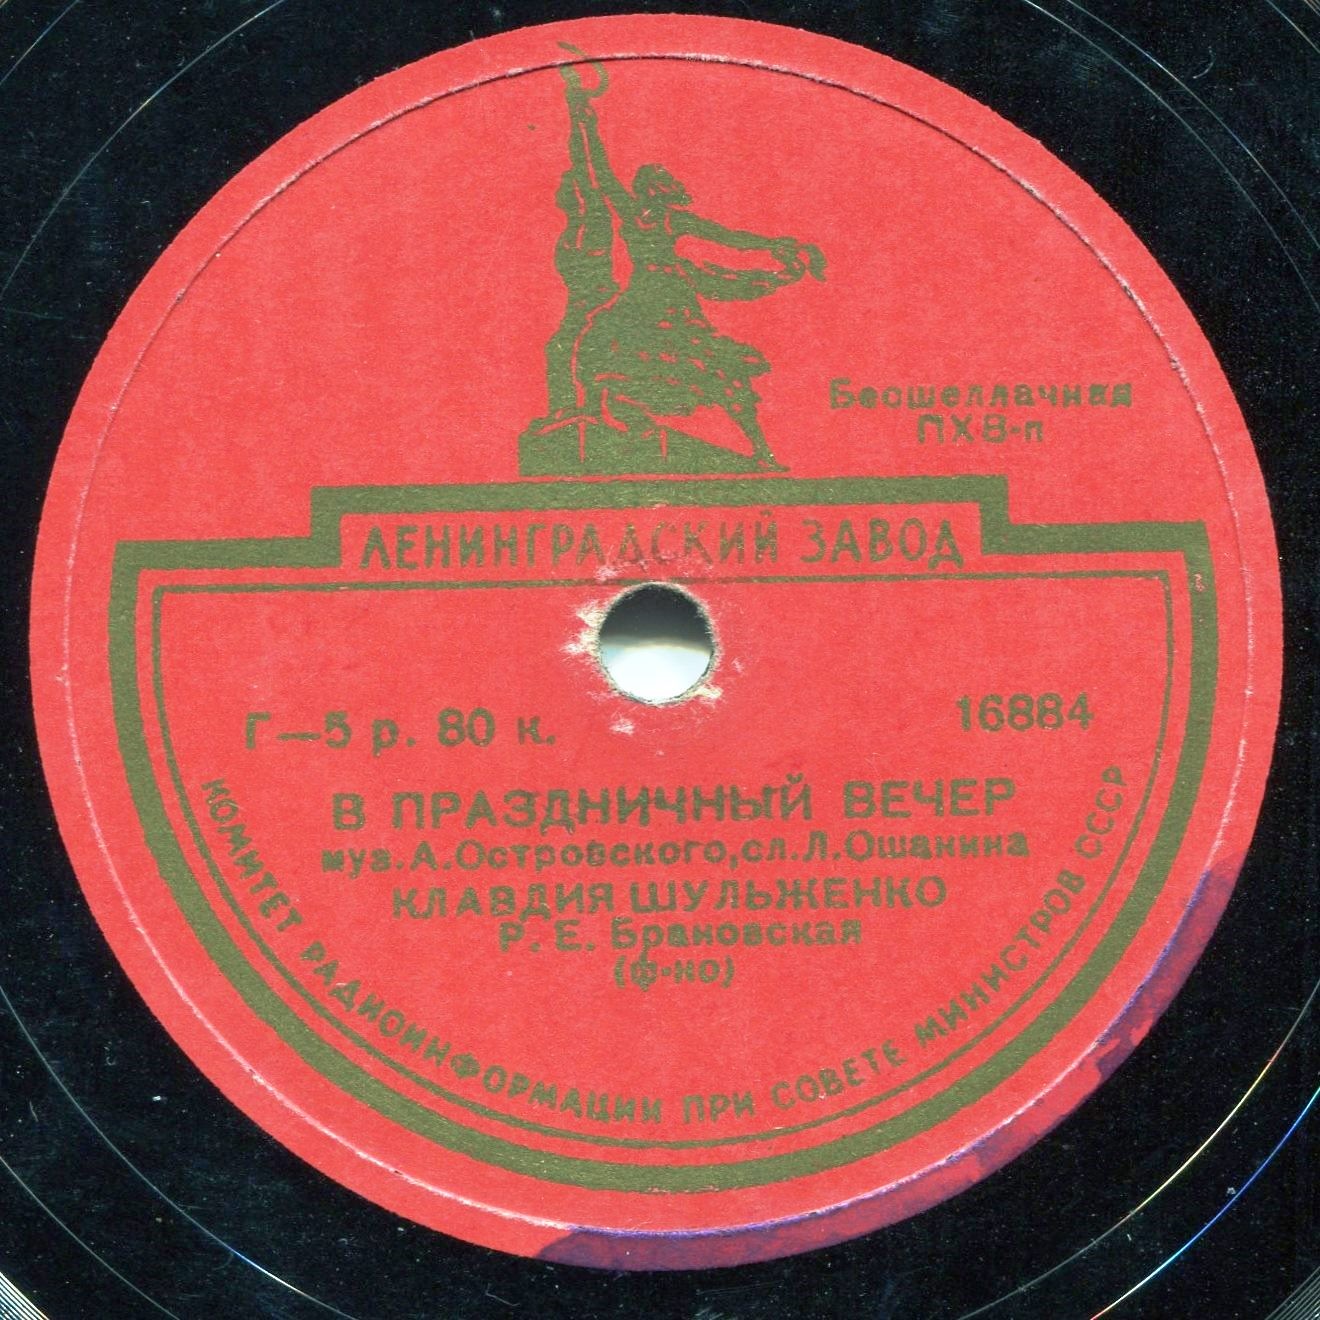 Бесшеллачная
ПХВ-п
ЛЕНИНГРАДСКИЙ ЗАВОД
Г—5 р. 80 к.
16884
В ПРАЗДНИЧНЫЙ ВЕЧЕР
муз. А. Островского, сл. Л. Ошанина
КЛАВДИЯ ШУЛЬЖЕНКО
Р. Е. Брановская
(ф-но)
КОМИТЕТ РАДИОИНФОРМАЦИИ ПРИ СОВЕТЕ МИНИСТРОВ СССР